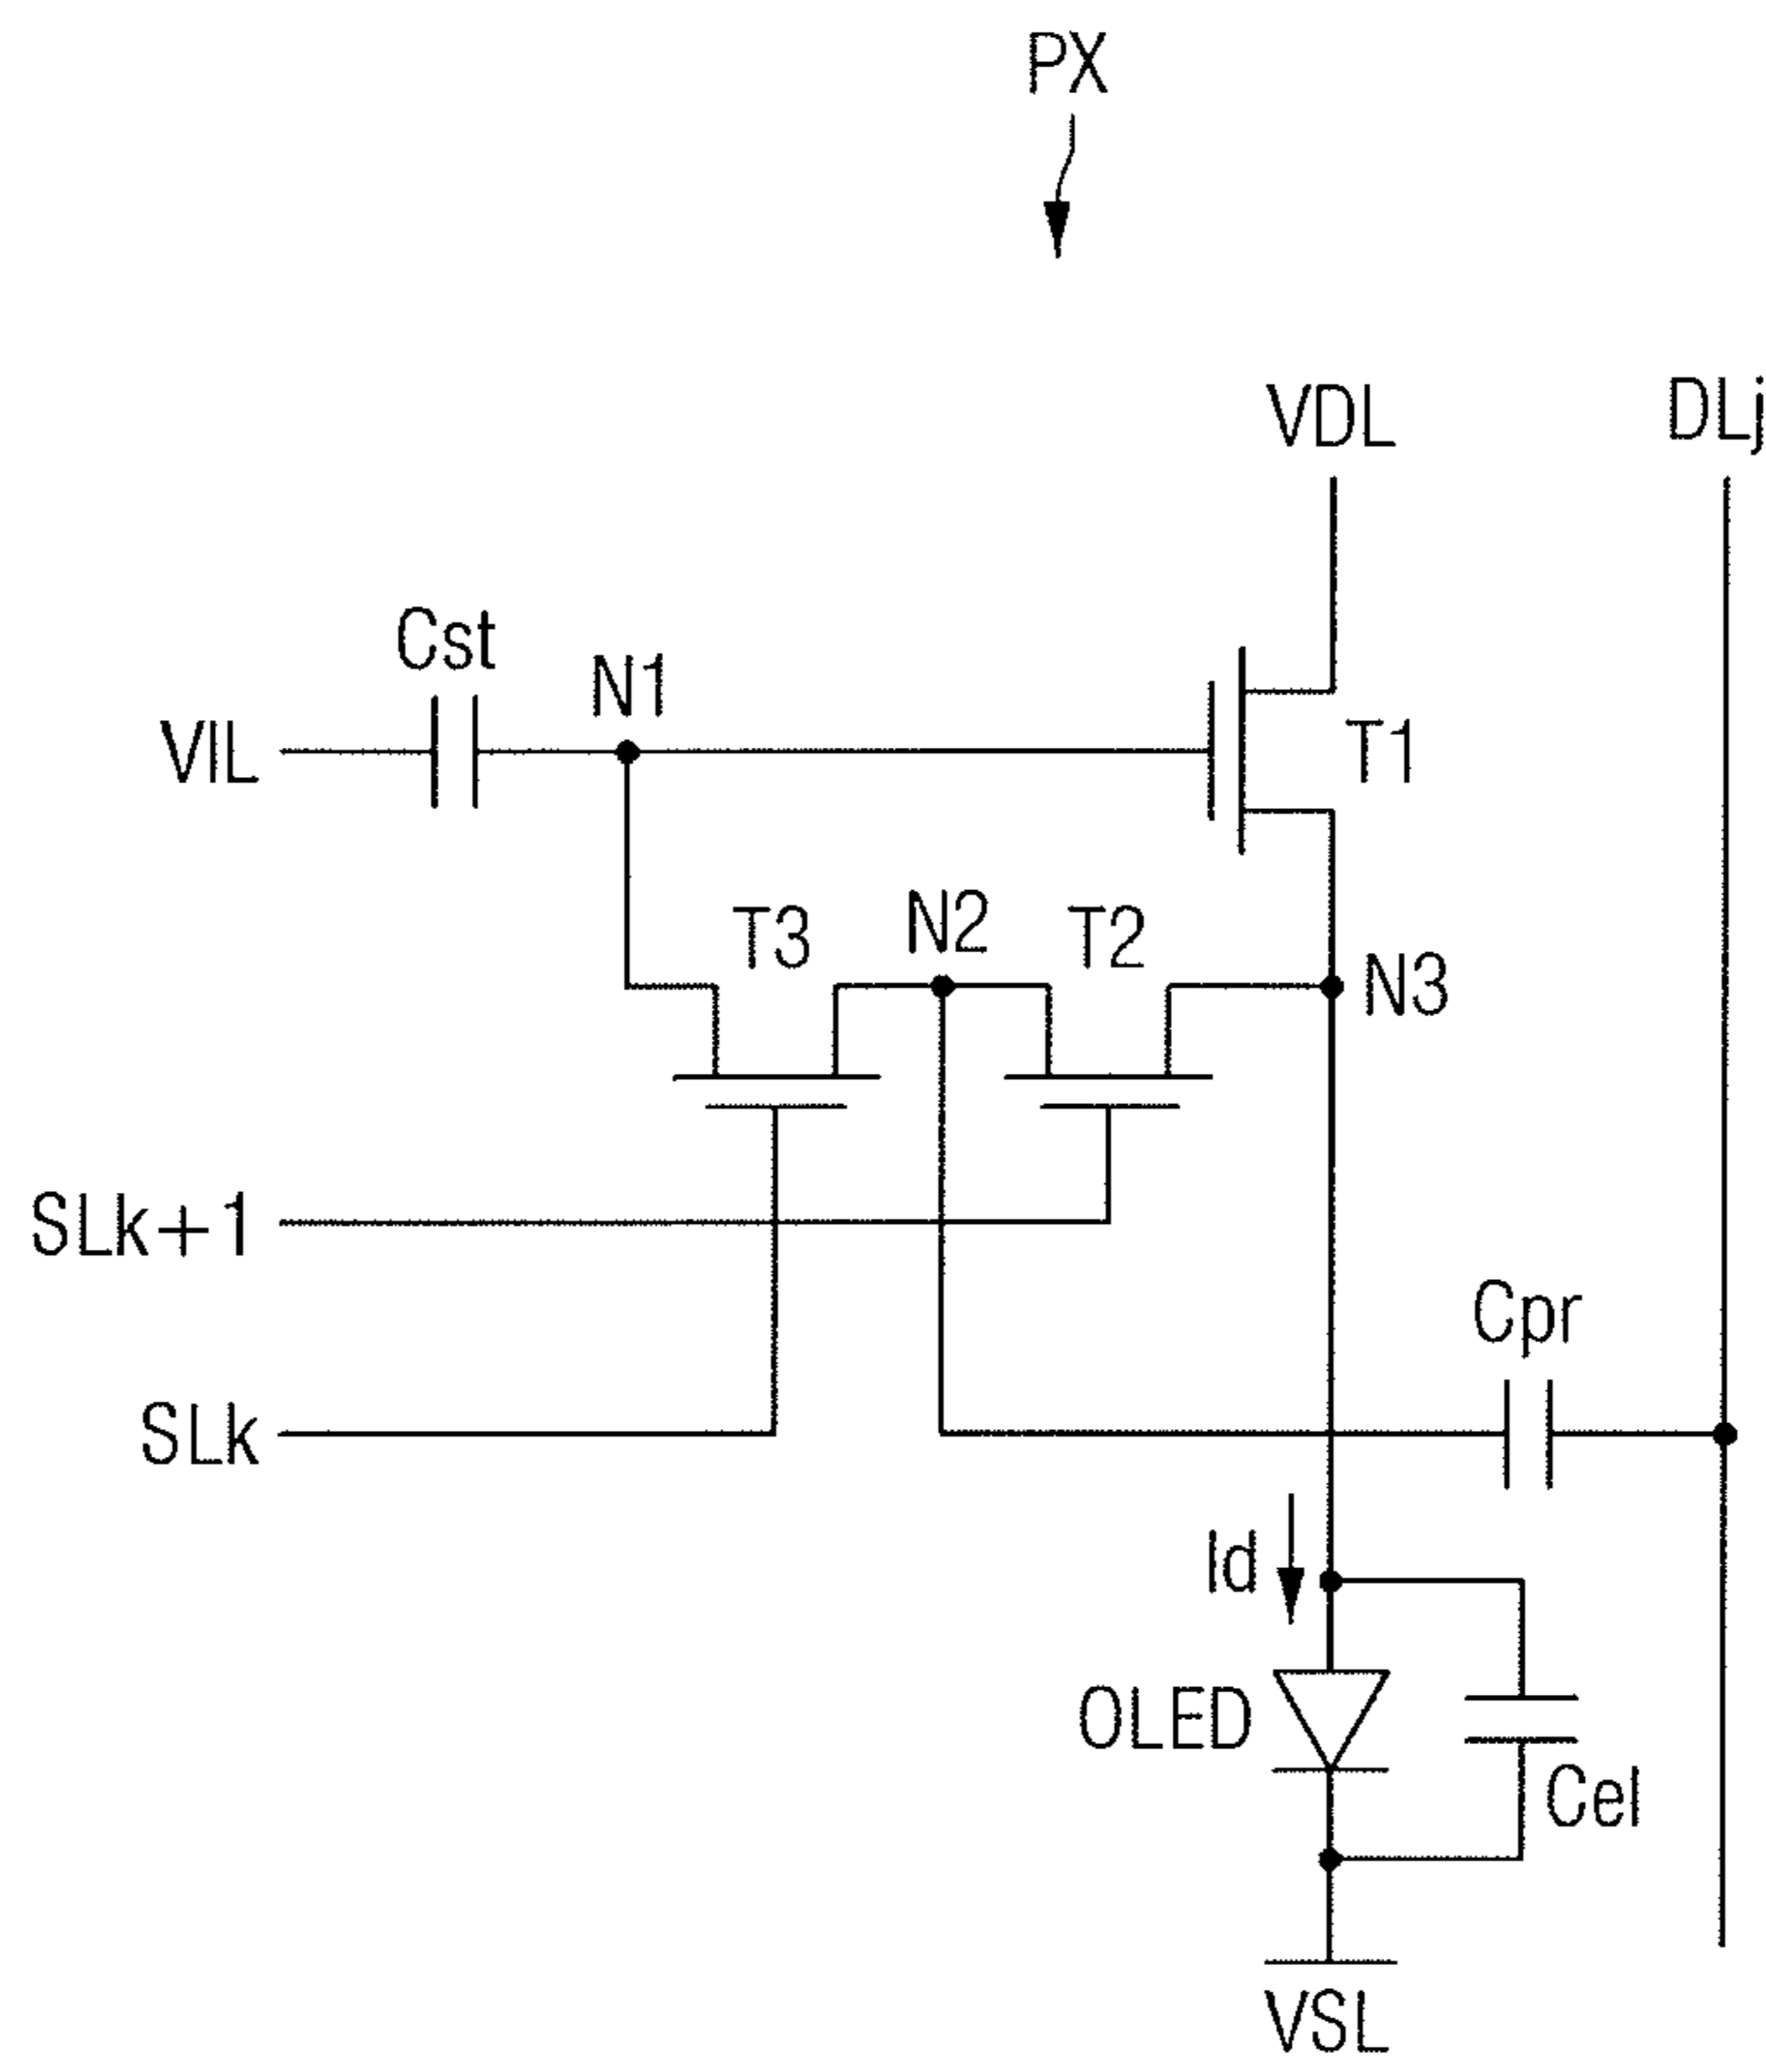 PX
VDL
DLj
Cst
N1
VIL
T1
T3
N2
T2
N3
SLk+1
Cpr
SLk
Id
OLED
Cel
VSL